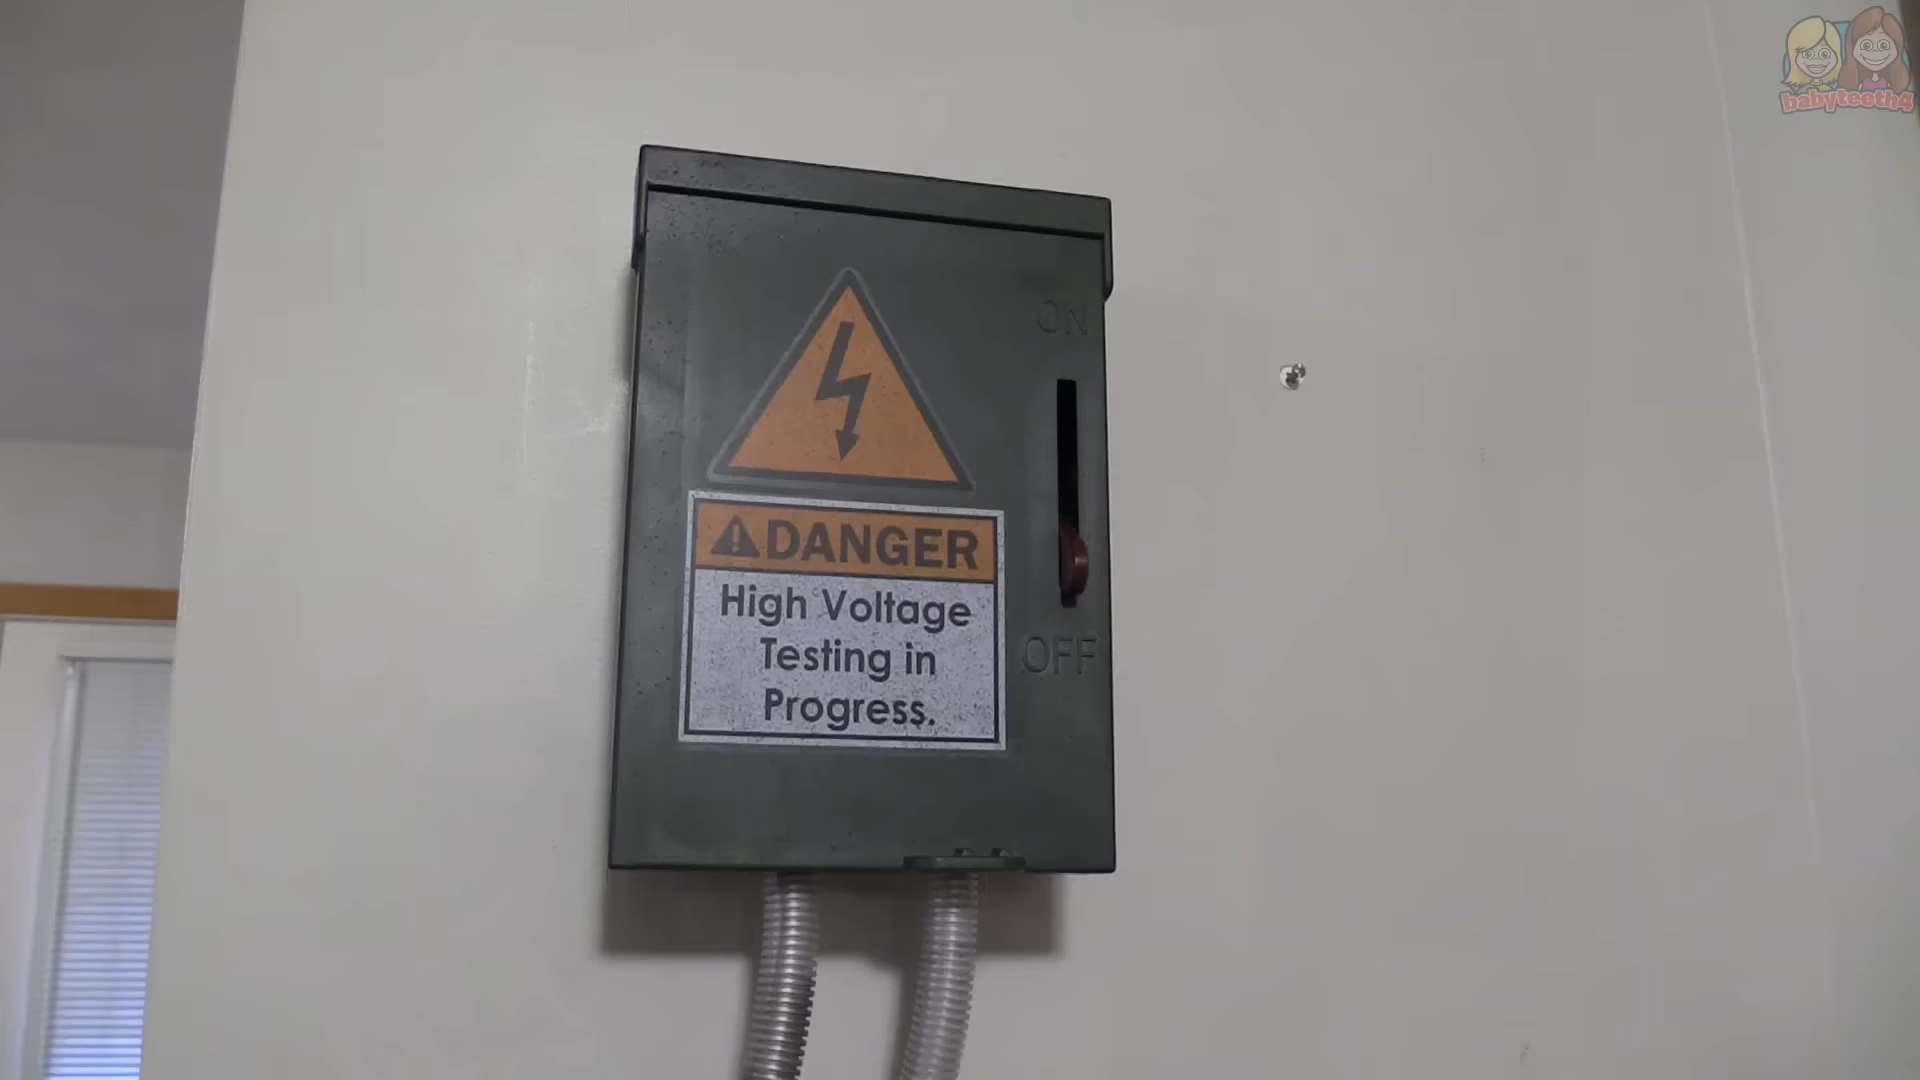 babyteeth4
ON
DANGER
High Voltage
Testing in
Progress.
OFF